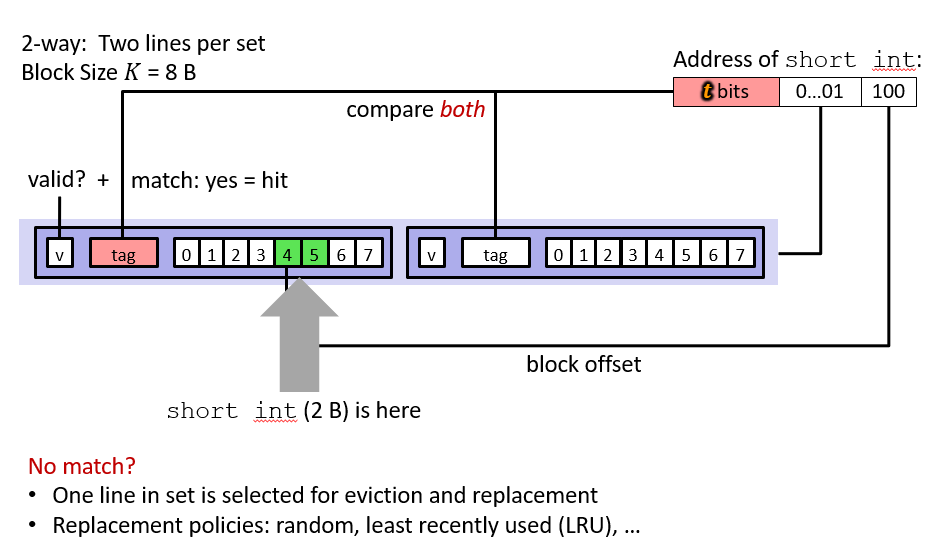 2-way: Two lines per set
Block Size K = 8 B
Address of short int:
t bits 0…01 100
compare both
valid? + match: yes = hit
v tag 0 1 2 3 4 5 6 7 v tag 0 1 2 3 4 5 6 7
block offset
short int (2 B) is here
No match?
• One line in set is selected for eviction and replacement
• Replacement policies: random, least recently used (LRU), …